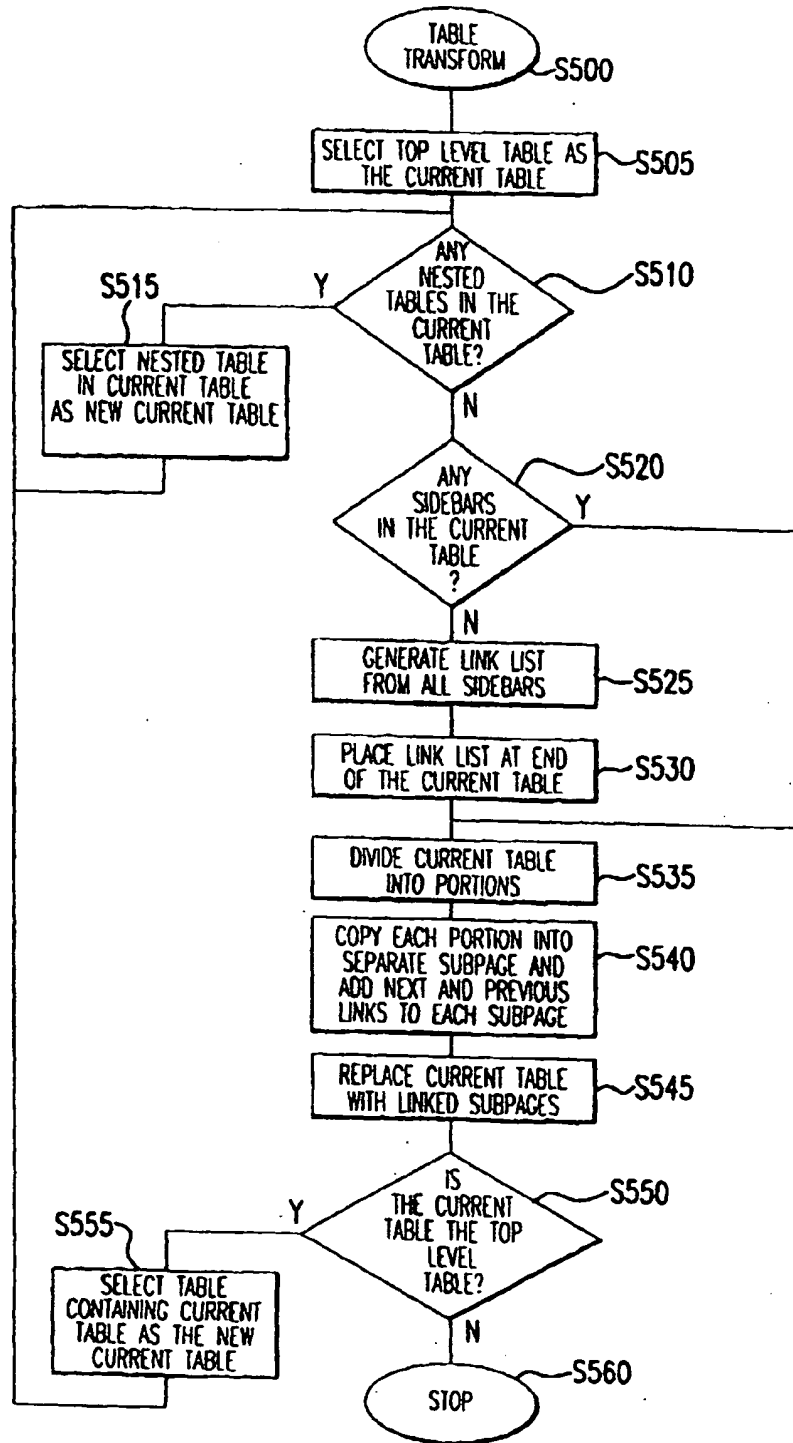 TABLE
TRANSFORM
S500
SELECT TOP LEVEL TABLE AS
THE CURRENT TABLE
S505
ANY
NESTED
TABLES IN THE
CURRENT
TABLE?
S510
Y
N
S515
SELECT NESTED TABLE
IN CURRENT TABLE
AS NEW CURRENT TABLE
ANY
SIDEBARS
IN THE CURRENT
TABLE
?
S520
Y
N
GENERATE LINK LIST
FROM ALL SIDEBARS
S525
PLACE LINK LIST AT END
OF THE CURRENT TABLE
S530
DIVIDE CURRENT TABLE
INTO PORTIONS
S535
COPY EACH PORTION INTO
SEPARATE SUBPAGE AND
ADD NEXT AND PREVIOUS
LINKS TO EACH SUBPAGE
S540
REPLACE CURRENT TABLE
WITH LINKED SUBPAGES
S545
IS
THE CURRENT
TABLE THE TOP
LEVEL
TABLE?
S550
Y
N
S555
SELECT TABLE
CONTAINING CURRENT
TABLE AS THE NEW
CURRENT TABLE
STOP
S560